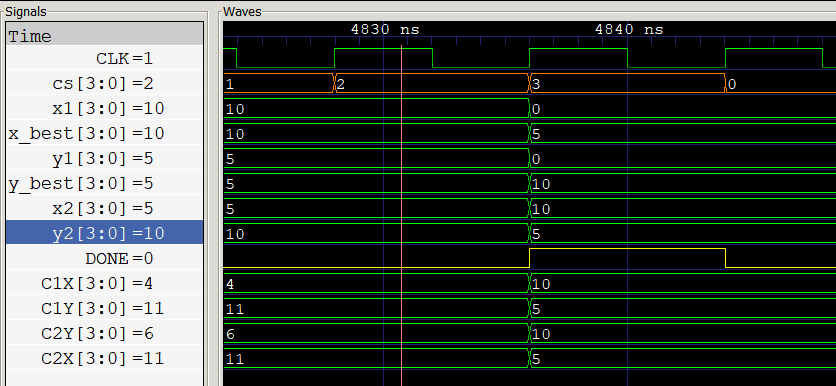 Signals Waves
Time 4830 ns 4840 ns
CLK=1
cs[3:0]=2 1 2 3 0
x1[3:0]=10 10 0
x_best[3:0]=10 10 5
y1[3:0]=5 5 0
y_best[3:0]=5 5 10
x2[3:0]=5 5 10
y2[3:0]=10 10 5
DONE=0
C1X[3:0]=4 4 10
C1Y[3:0]=11 11 5
C2Y[3:0]=6 6 10
C2X[3:0]=11 11 5